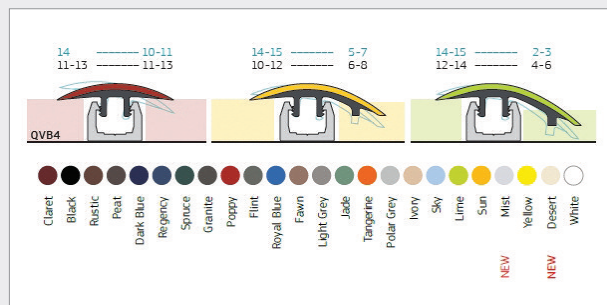 14 ------- 10-11 14-15 ------- 5-7 14-15 ------- 2-3
11-13 ------- 11-13 10-12 ------- 6-8 12-14 ------- 4-6
QVB4
Claret
Black
Rustic
Peat
Dark Blue
Regency
Spruce
Granite
Poppy
Flint
Royal Blue
Fawn
Light Grey
Jade
Tangerine
Polar Grey
Ivory
Sky
Lime
Sun
Mist
Yellow
Desert
White
NEW
NEW